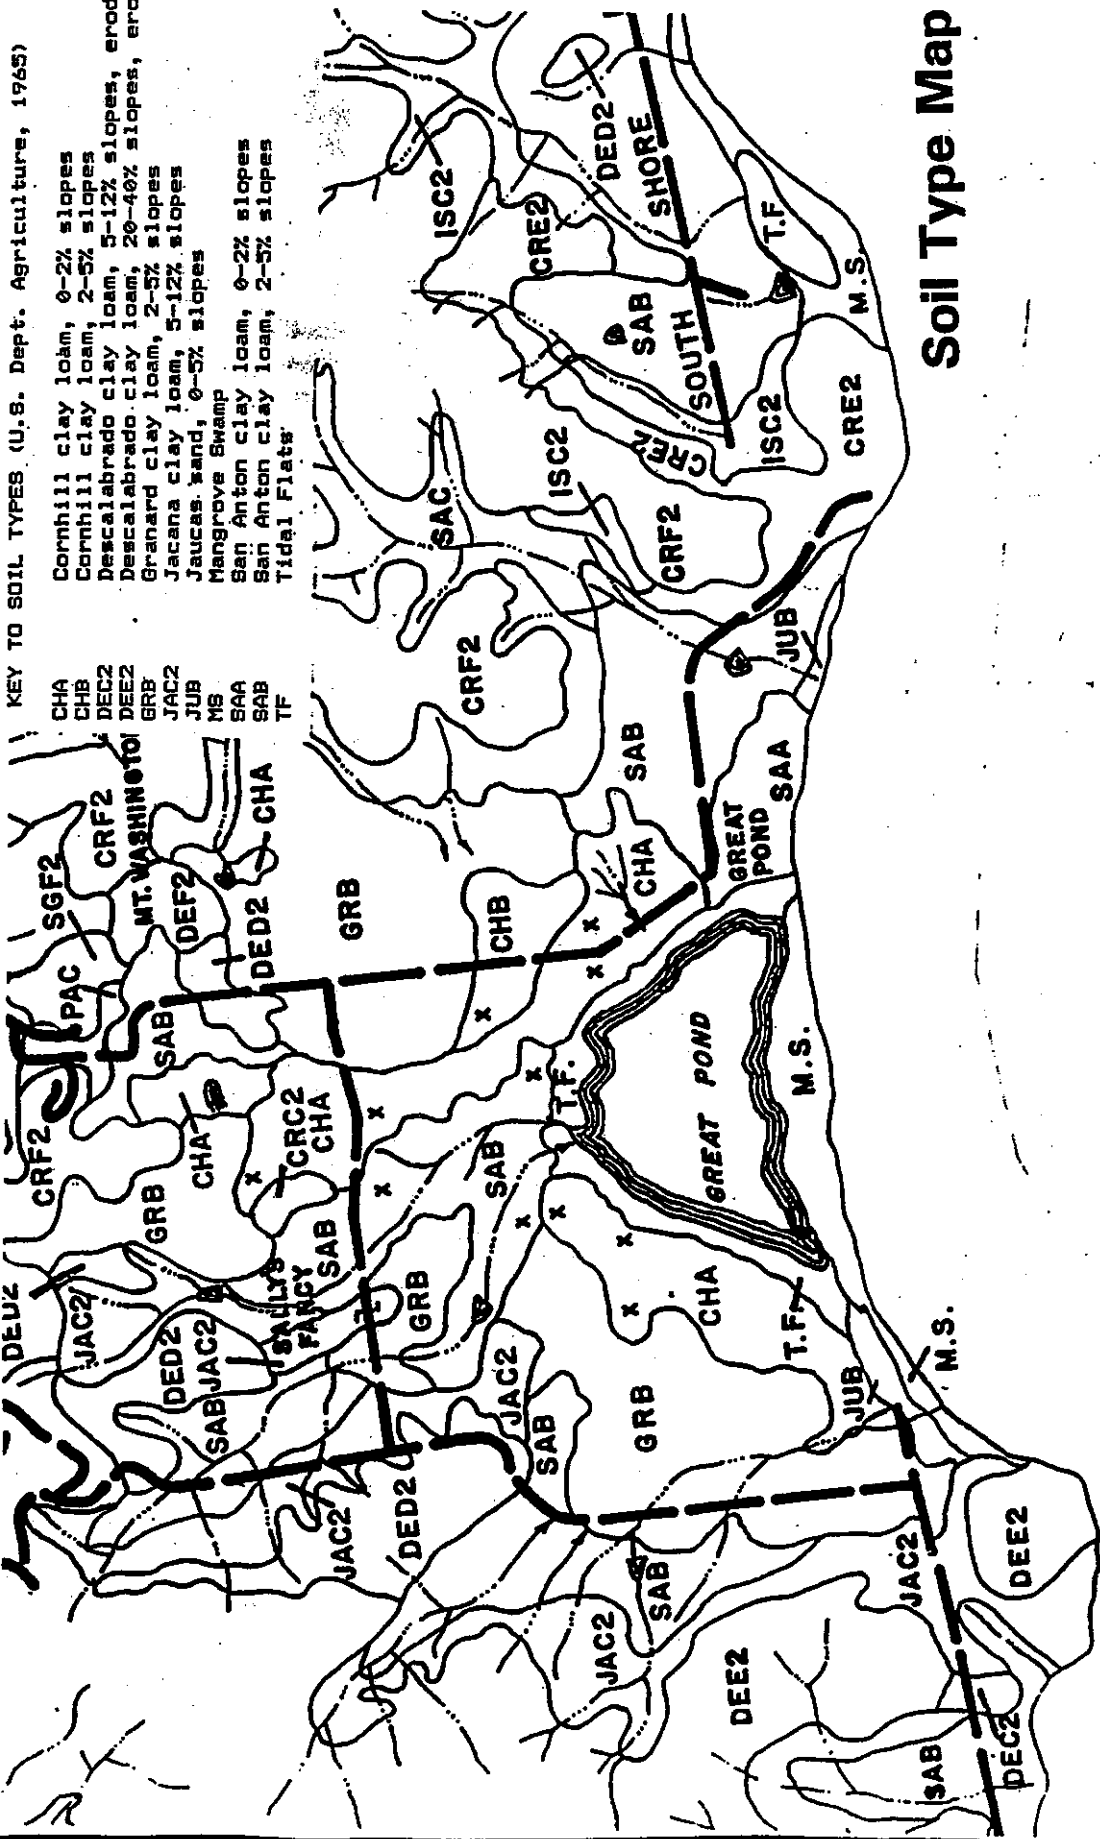 KEY TO SOIL TYPES (U.S. Dept. Agriculture, 1965)
CHA Cornhill clay loam, 0-2% slopes
CHB Cornhill clay loam, 2-5% slopes
DEC2 Descalabrado clay loam, 5-12% slopes, erod
DEE2 Descalabrado clay loam, 20-40% slopes, ero
GRB Granard clay loam, 2-5% slopes
JAC2 Jacana clay loam, 5-12% slopes
JUB Jaucas sand, 0-5% slopes
MS Mangrove Swamp
SAA San Anton clay loam, 0-2% slopes
SAB San Anton clay loam, 2-5% slopes
TF Tidal Flats
DED2
CRF2
SGF2
CRF2
PAC
MT. WASHINGTO
JAC2
GRB
CHA
SAB
DEF2
DED2
CHA
DED2
SAB
JAC2
SALLY'S
FANCY
SAB
CRC2
CHA
GRB
JAC2
DED2
GRB
SAB
CHB
CRF2
SAC
ISC2
JAC2
SAB
T.F.
CHA
SAB
ISC2
CRE2
DED2
JAC2
SAB
GRB
CHA
CRF2
CRE2
SAB
SHORE
SOUTH
DEE2
T.F.
GREAT POND
GREAT
POND
SAA
JUB
ISC2
T.F
JUB
M.S.
CRE2
M.S.
SAB
JAC2
M.S.
DEC2
DEE2
Soil Type Map